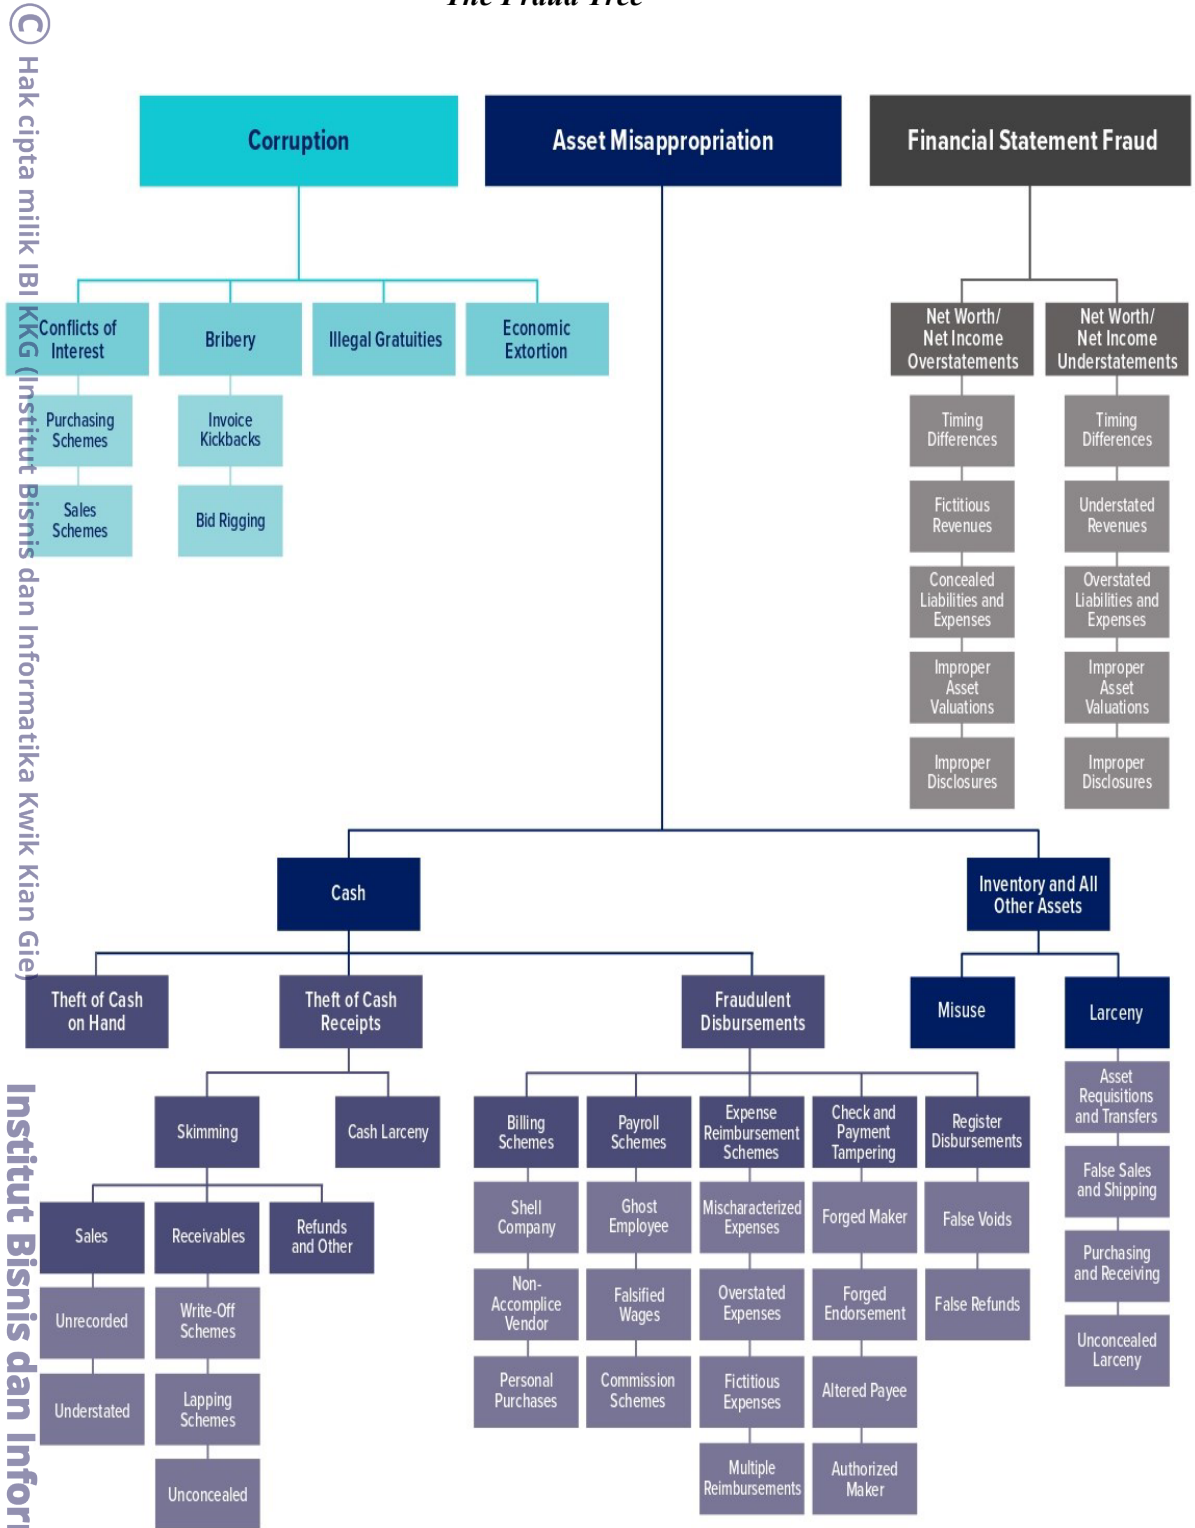 The Fraud Tree
© Hak cipta milik IBI KKG (Institut Bisnis dan Informatika Kwik Kian Gie)
Corruption
Asset Misappropriation
Financial Statement Fraud
Conflicts of
Interest
Bribery
Illegal Gratuities
Economic
Extortion
Purchasing
Schemes
Sales
Schemes
Invoice
Kickbacks
Bid Rigging
Net Worth/
Net Income
Overstatements
Timing
Differences
Fictitious
Revenues
Concealed
Liabilities and
Expenses
Improper
Asset
Valuations
Improper
Disclosures
Net Worth/
Net Income
Understatements
Timing
Differences
Understated
Revenues
Overstated
Liabilities and
Expenses
Improper
Asset
Valuations
Improper
Disclosures
Cash
Inventory and All
Other Assets
Theft of Cash
on Hand
Theft of Cash
Receipts
Fraudulent
Disbursements
Misuse
Larceny
Asset
Requisitions
and Transfers
False Sales
and Shipping
Purchasing
and Receiving
Unconcealed
Larceny
Skimming
Cash Larceny
Sales
Unrecorded
Understated
Receivables
Write-Off
Schemes
Lapping
Schemes
Unconcealed
Refunds
and Other
Billing
Schemes
Shell
Company
Non-
Accomplice
Vendor
Personal
Purchases
Payroll
Schemes
Ghost
Employee
Falsified
Wages
Commission
Schemes
Expense
Reimbursement
Schemes
Mischaracterized
Expenses
Overstated
Expenses
Fictitious
Expenses
Multiple
Reimbursements
Check and
Payment
Tampering
Forged Maker
Forged
Endorsement
Altered Payee
Authorized
Maker
Register
Disbursements
False Voids
False Refunds
Institut Bisnis dan Infor